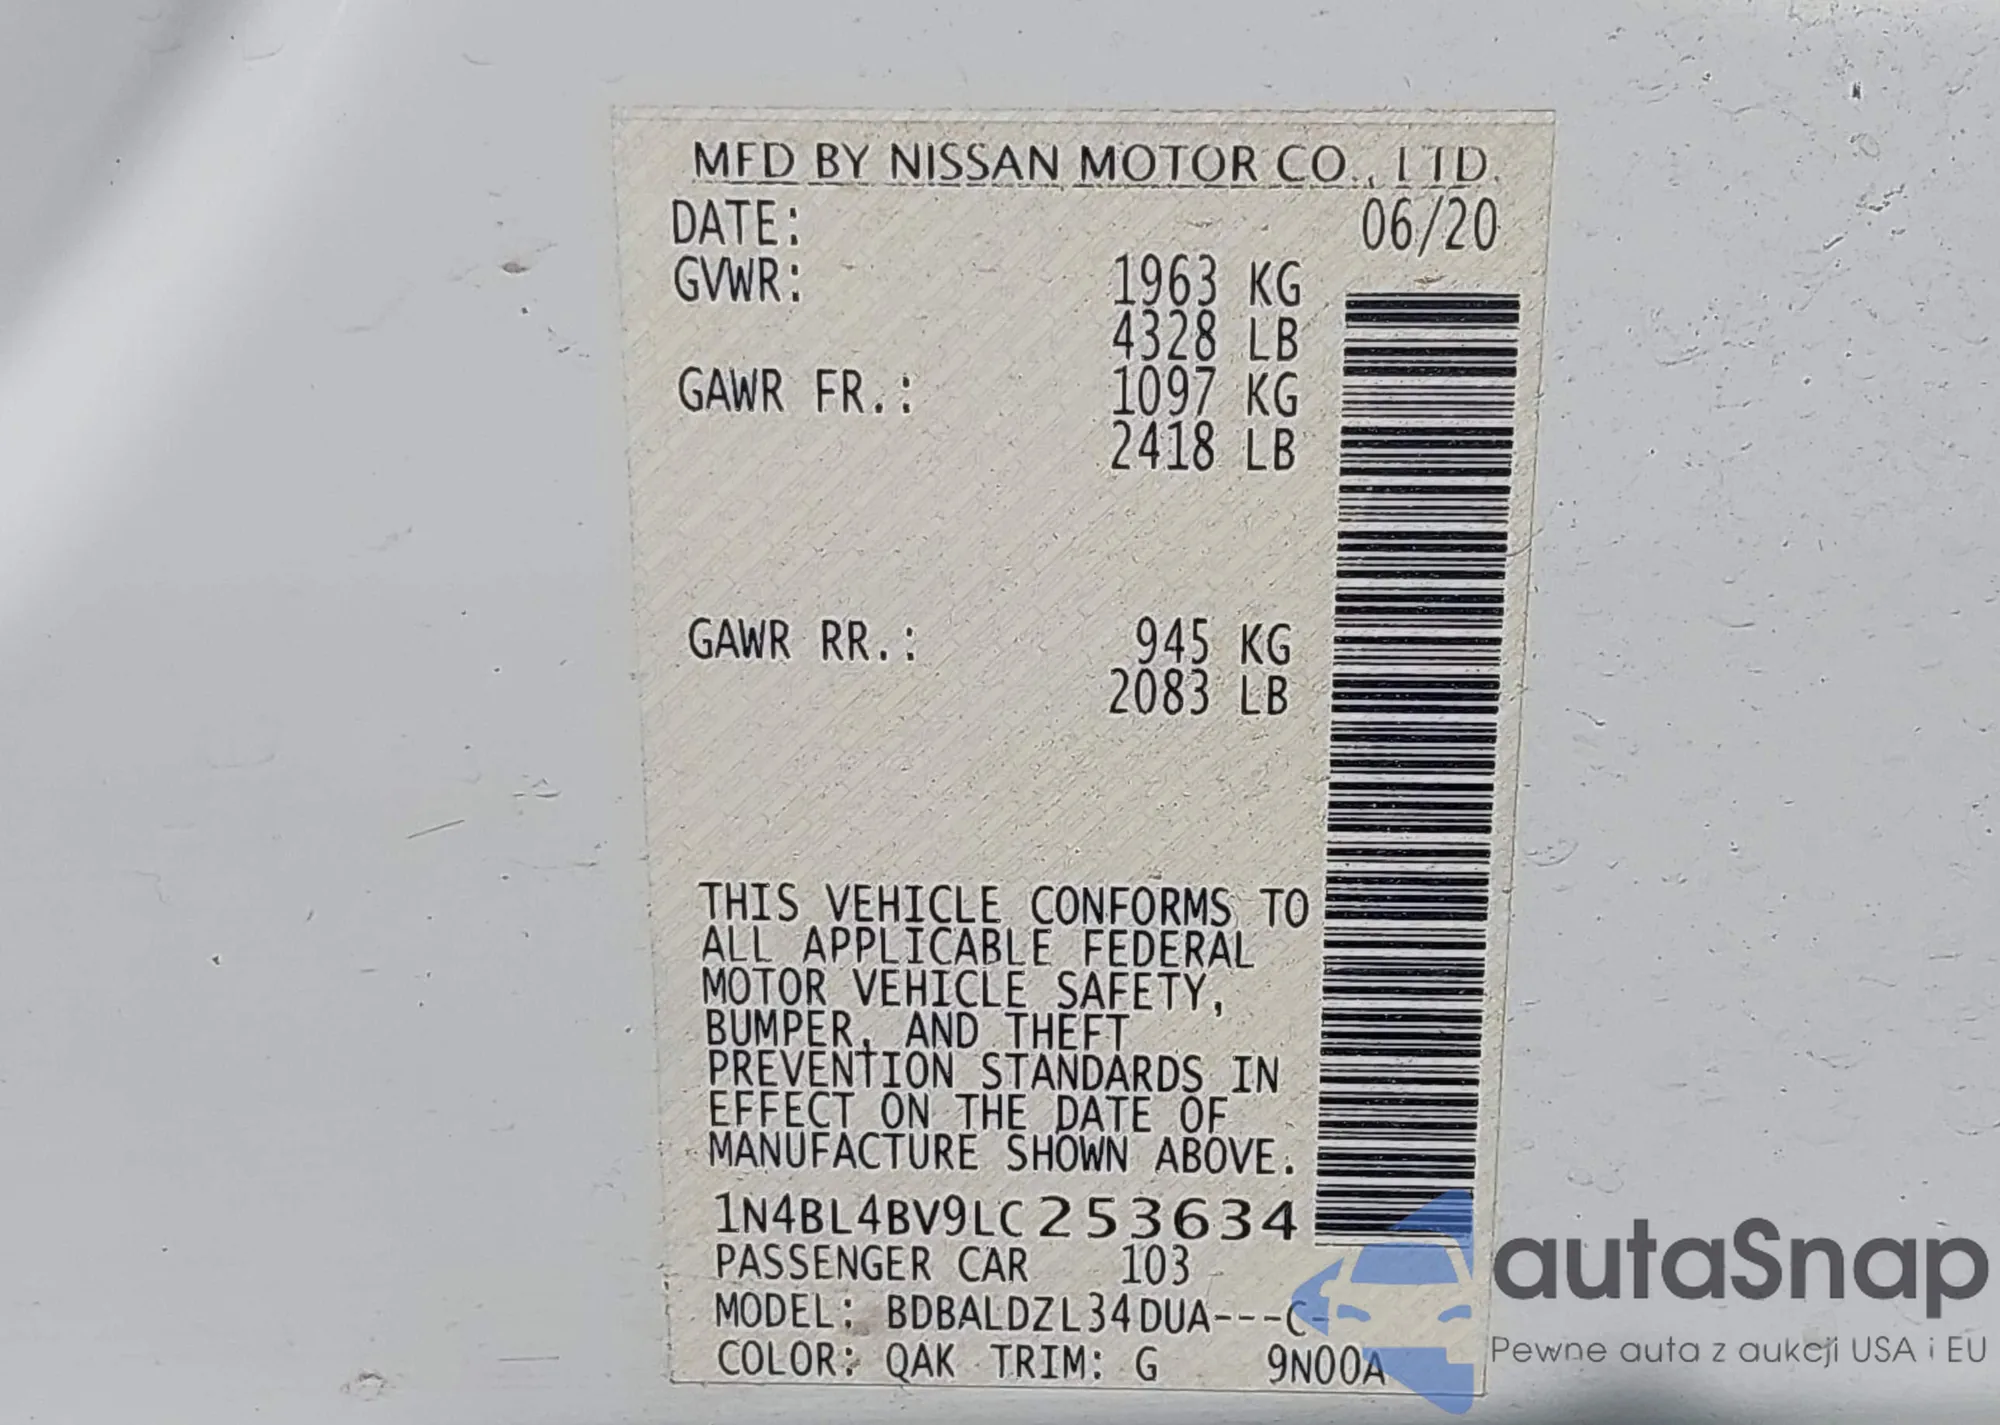 MFD BY NISSAN MOTOR CO., LTD.
DATE: 06/20
GVWR: 1963 KG
4328 LB
GAWR FR.: 1097 KG
2418 LB
GAWR RR.: 945 KG
2083 LB
THIS VEHICLE CONFORMS TO
ALL APPLICABLE FEDERAL
MOTOR VEHICLE SAFETY,
BUMPER, AND THEFT
PREVENTION STANDARDS IN
EFFECT ON THE DATE OF
MANUFACTURE SHOWN ABOVE.
1N4BL4BV9LC253634
PASSENGER CAR 103
MODEL: BDBALDZL34DUA---C-
COLOR: QAK TRIM: G 9N00A
autaSnap
Pewne auta z aukcji USA i EU